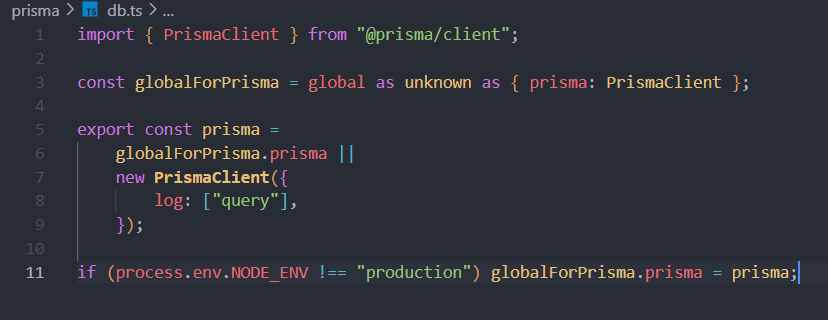 prisma > TS db.ts > ...
1 import { PrismaClient } from "@prisma/client";
2
3 const globalForPrisma = global as unknown as { prisma: PrismaClient };
4
5 export const prisma =
6     globalForPrisma.prisma ||
7     new PrismaClient({
8         log: ["query"],
9     });
10
11 if (process.env.NODE_ENV !== "production") globalForPrisma.prisma = prisma;